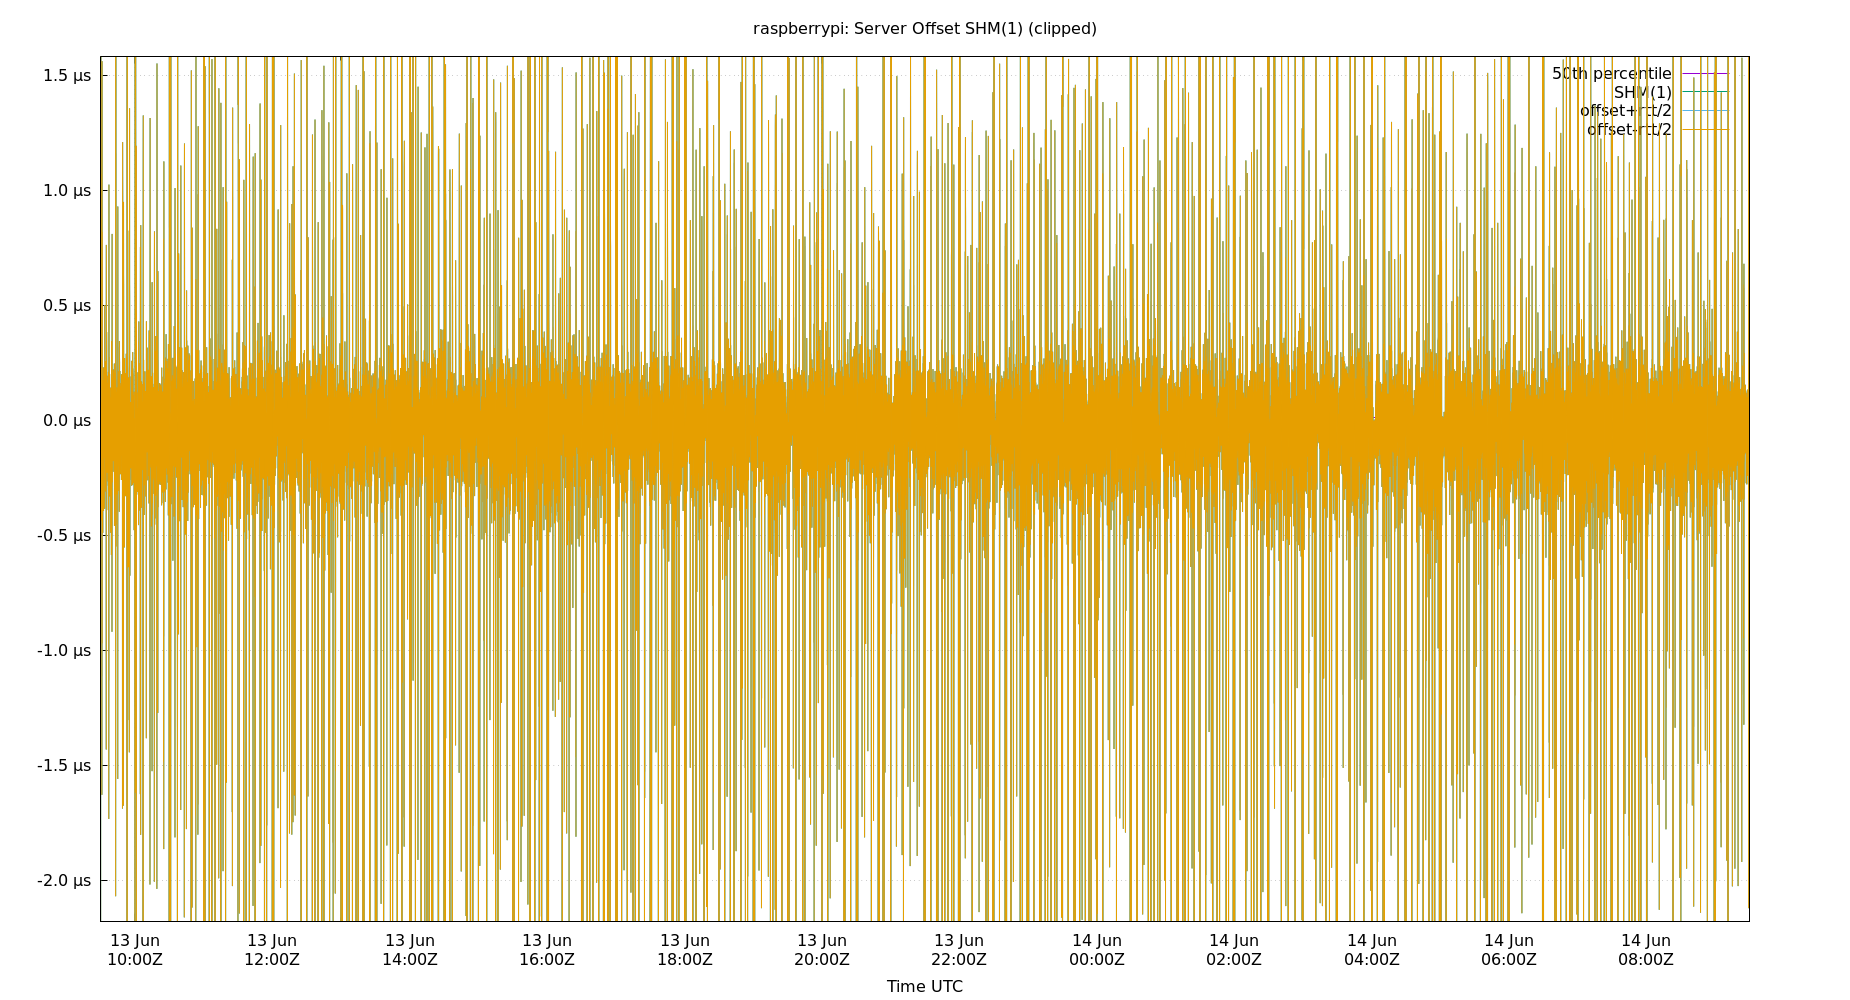 raspberrypi: Server Offset SHM(1) (clipped)
1.5 µs
1.0 µs
0.5 µs
0.0 µs
-0.5 µs
-1.0 µs
-1.5 µs
-2.0 µs
50th percentile
SHM(1)
offset+rtt/2
offset-rtt/2
13 Jun 13 Jun 13 Jun 13 Jun 13 Jun 13 Jun 13 Jun 14 Jun 14 Jun 14 Jun 14 Jun 14 Jun
10:00Z 12:00Z 14:00Z 16:00Z 18:00Z 20:00Z 22:00Z 00:00Z 02:00Z 04:00Z 06:00Z 08:00Z
Time UTC